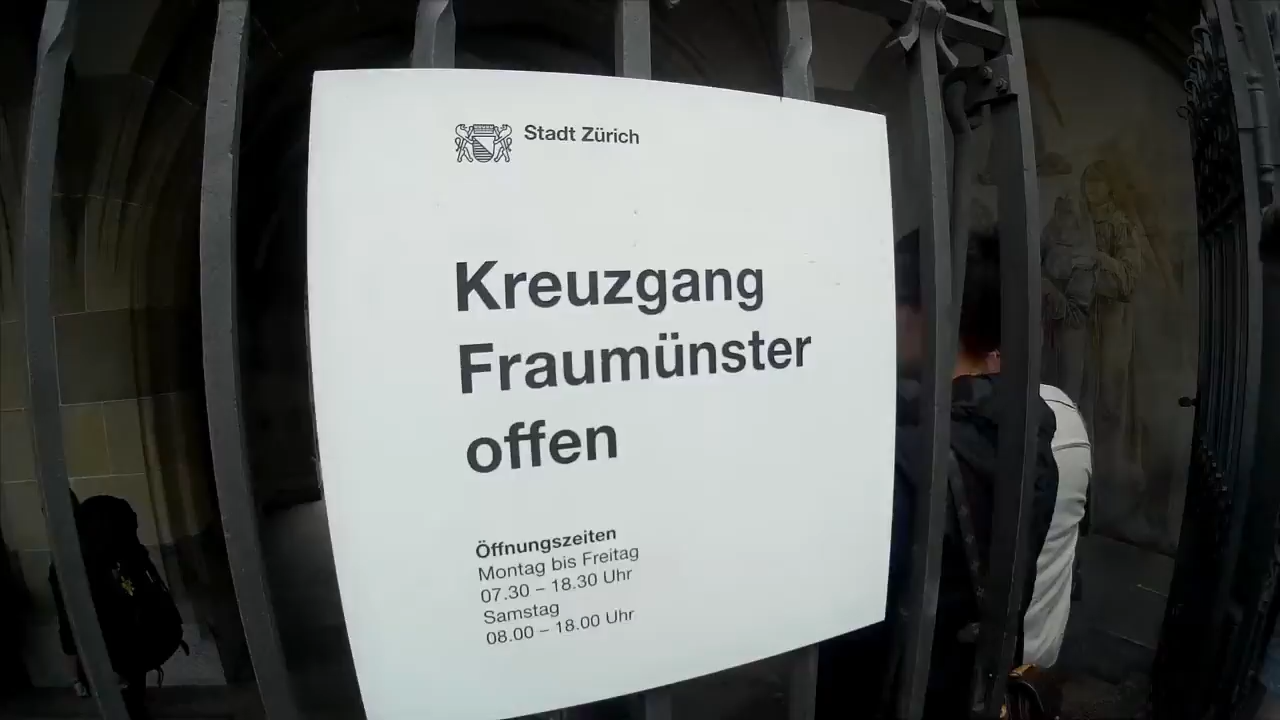 Stadt Zürich
Kreuzgang
Fraumünster
offen
Öffnungszeiten
Montag bis Freitag
07.30 – 18.30 Uhr
Samstag
08.00 – 18.00 Uhr